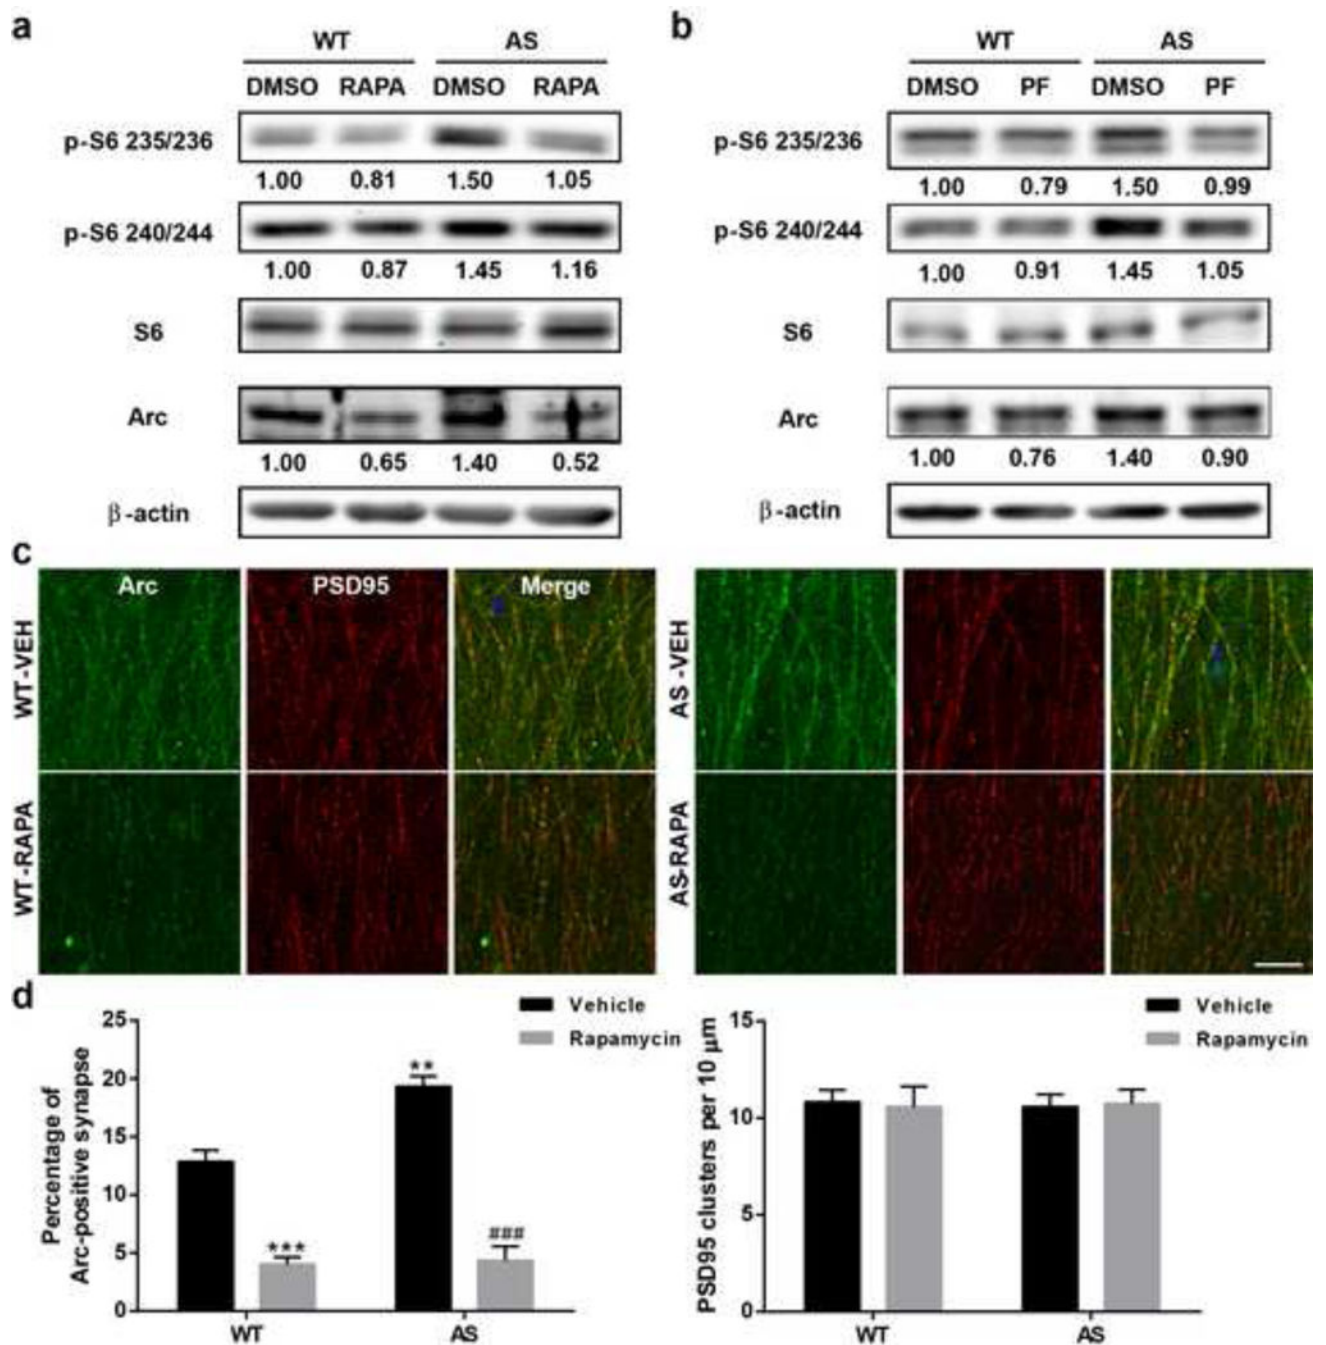 a
WT AS
DMSO RAPA DMSO RAPA
p-S6 235/236
1.00 0.81 1.50 1.05
p-S6 240/244
1.00 0.87 1.45 1.16
S6
Arc
1.00 0.65 1.40 0.52
β-actin
b
WT AS
DMSO PF DMSO PF
p-S6 235/236
1.00 0.79 1.50 0.99
p-S6 240/244
1.00 0.91 1.45 1.05
S6
Arc
1.00 0.76 1.40 0.90
β-actin
c
Arc PSD95 Merge
WT-VEH
WT-RAPA
AS -VEH
AS-RAPA
d
Vehicle
Rapamycin
Percentage of
Arc-positive synapse
25
20
15
10
5
0
***
**
###
WT AS
Vehicle
Rapamycin
PSD95 clusters per 10 μm
15
10
5
0
WT AS